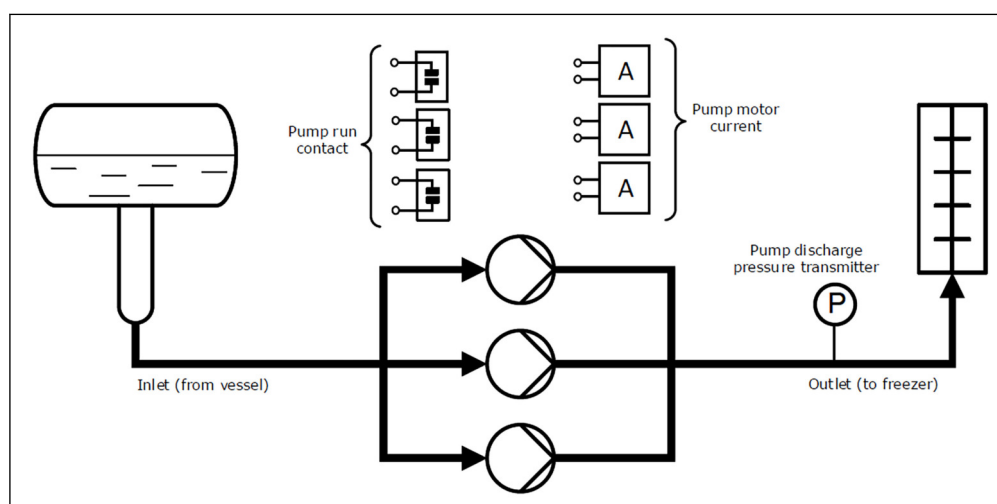 Pump run
contact
A
A
A
Pump motor
current
Pump discharge
pressure transmitter
P
Inlet (from vessel)
Outlet (to freezer)